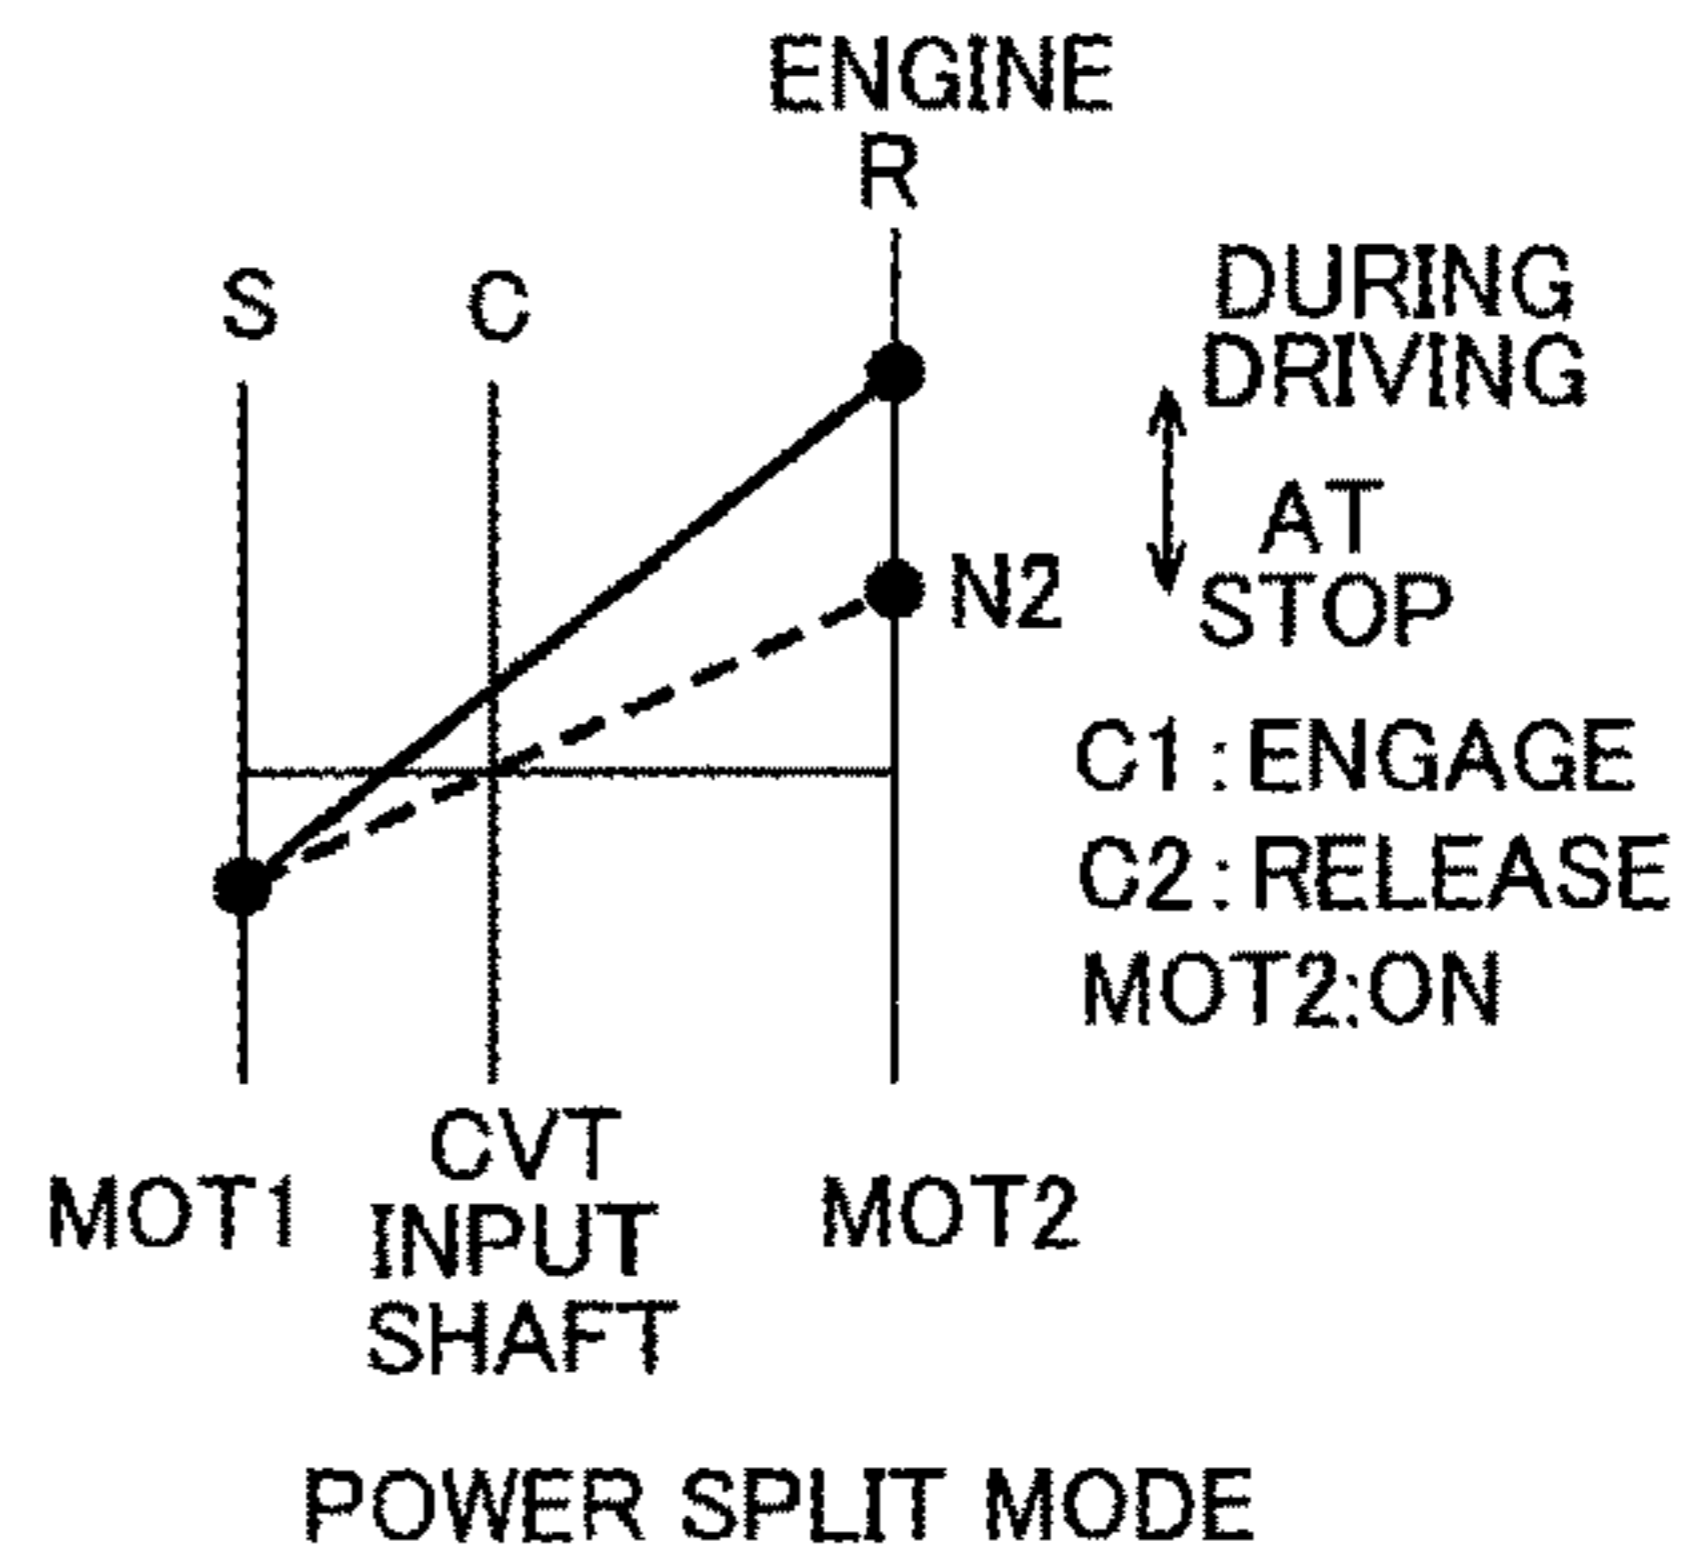 ENGINE
R
S
C
DURING
DRIVING
AT
STOP
N2
C1:ENGAGE
C2:RELEASE
MOT2:ON
MOT1
CVT
INPUT
SHAFT
MOT2
POWER SPLIT MODE